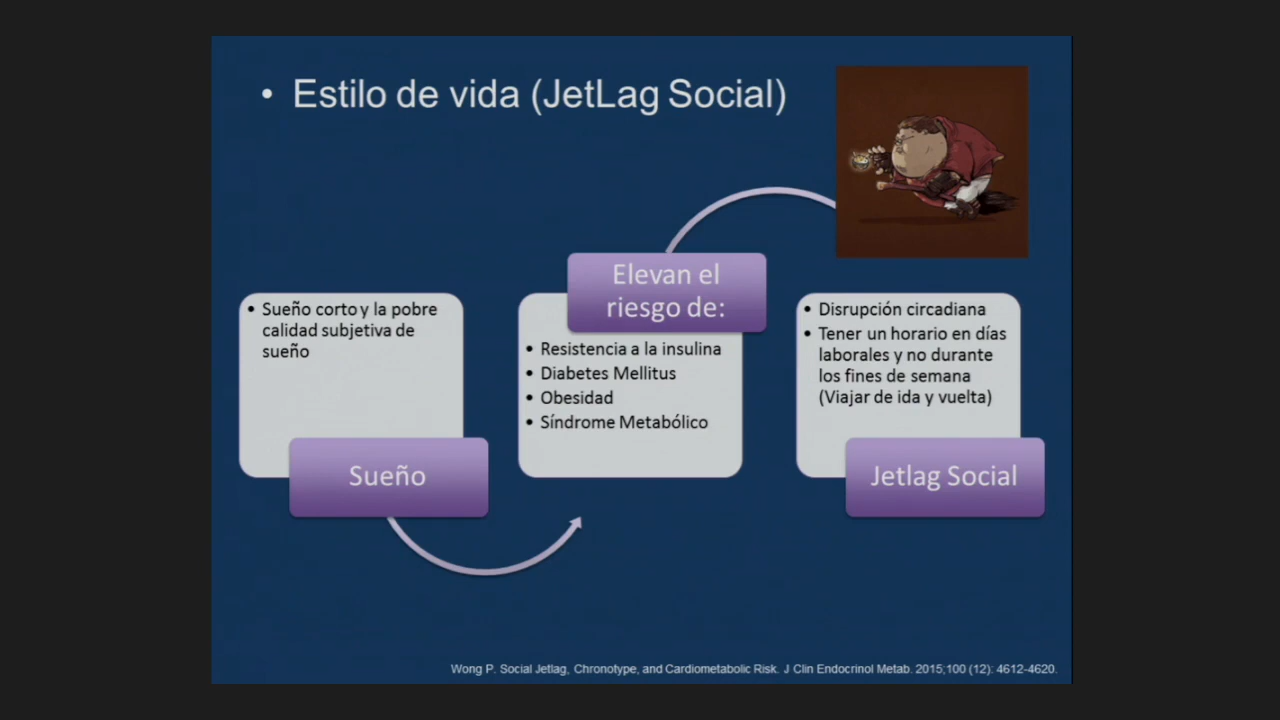 • Estilo de vida (JetLag Social)
• Sueño corto y la pobre
calidad subjetiva de
sueño
Sueño
Elevan el
riesgo de:
• Resistencia a la insulina
• Diabetes Mellitus
• Obesidad
• Síndrome Metabólico
• Disrupción circadiana
• Tener un horario en días
laborales y no durante
los fines de semana
(Viajar de ida y vuelta)
Jetlag Social
Wong P. Social Jetlag, Chronotype, and Cardiometabolic Risk. J Clin Endocrinol Metab. 2015;100 (12): 4612-4620.